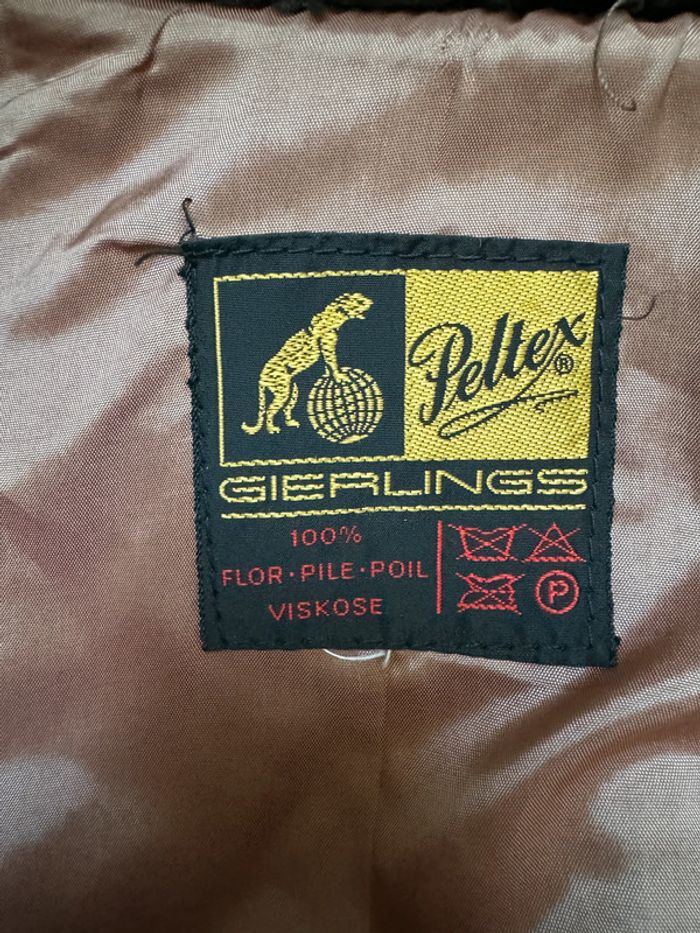 Peltex®
GIERLINGS
100%
FLOR·PILE·POIL
VISKOSE
P